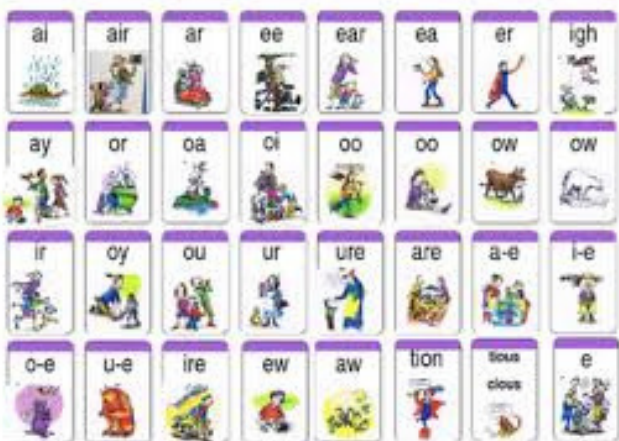 ai air ar ee ear ea er igh
ay or oa oi oo oo ow ow
ir oy ou ur ure are a-e i-e
o-e u-e ire ew aw tion tious e
cious